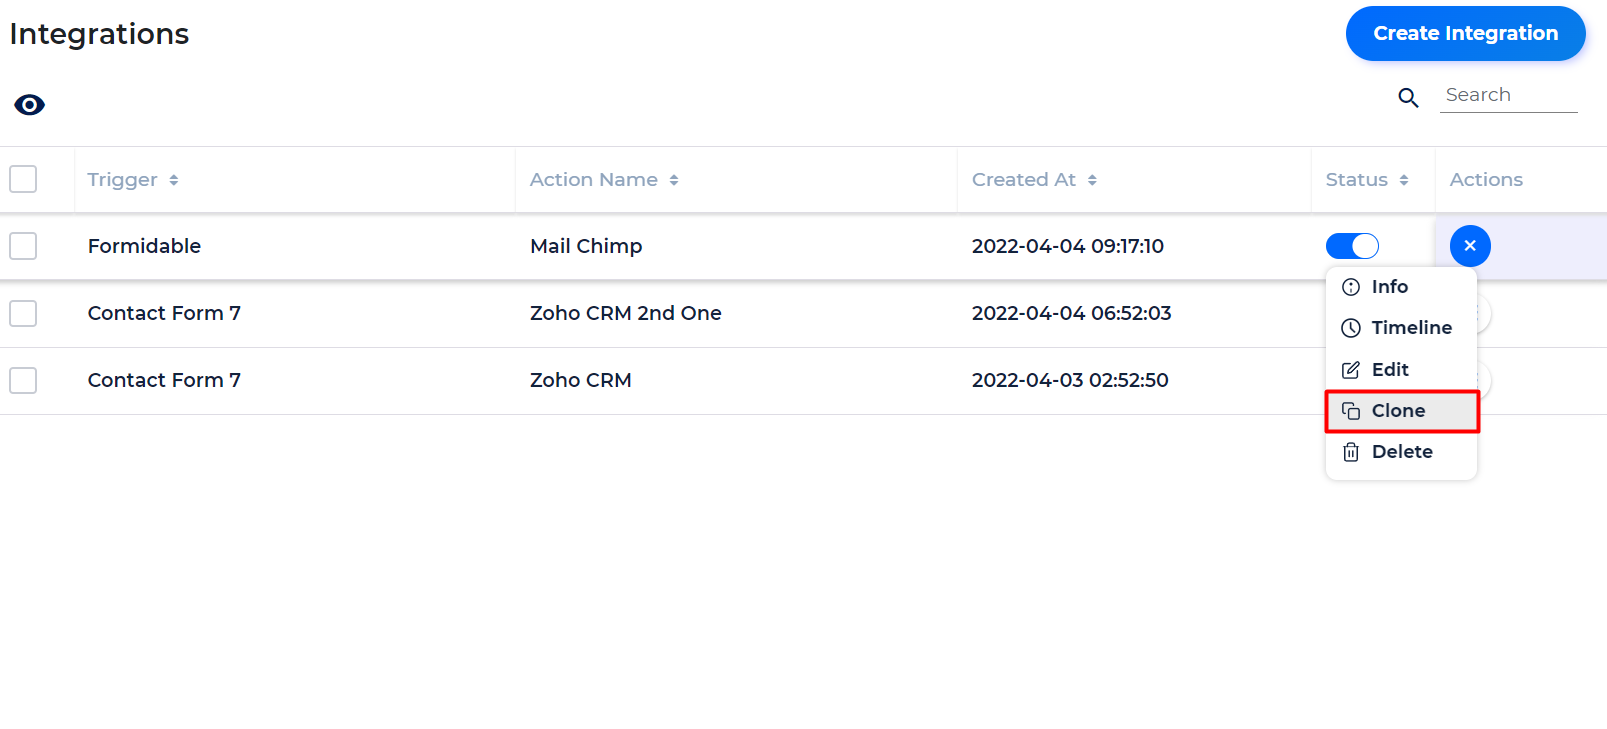 Integrations
Create Integration
Search
Trigger Action Name Created At Status Actions
Formidable Mail Chimp 2022-04-04 09:17:10
Contact Form 7 Zoho CRM 2nd One 2022-04-04 06:52:03
Contact Form 7 Zoho CRM 2022-04-03 02:52:50
Info
Timeline
Edit
Clone
Delete